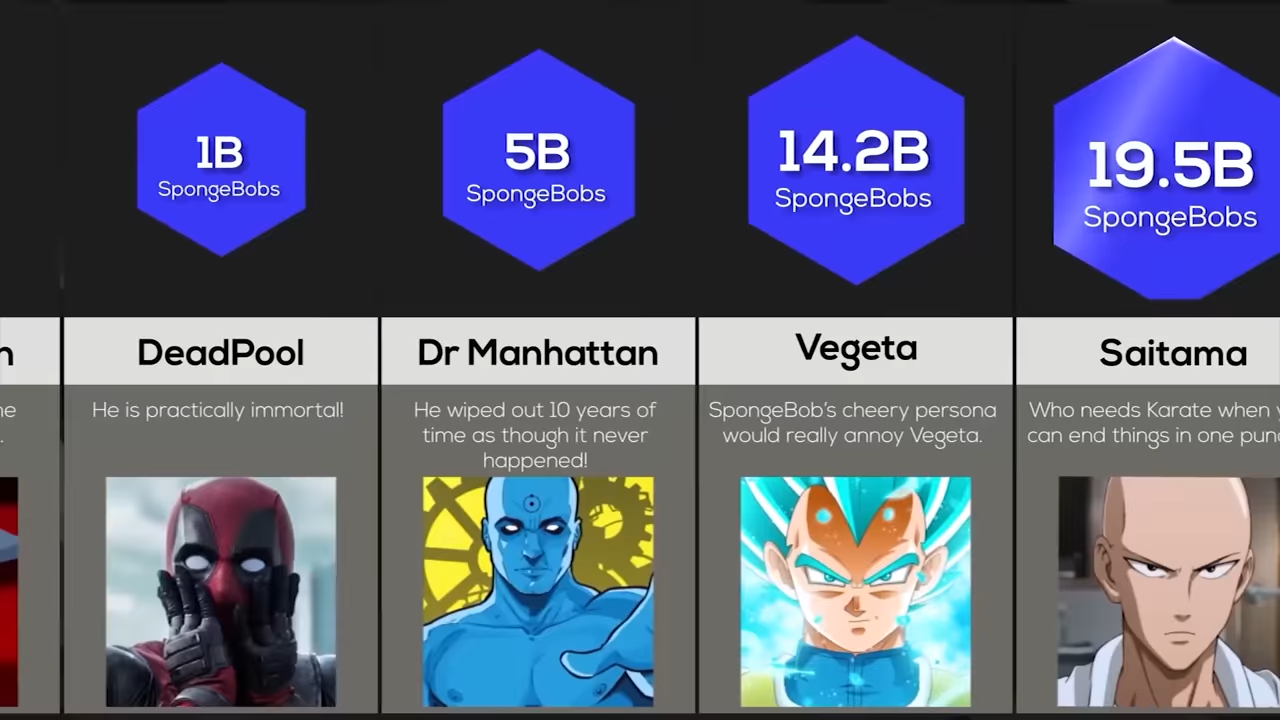 1B
SpongeBobs
5B
SpongeBobs
14.2B
SpongeBobs
19.5B
SpongeBobs
DeadPool
Dr Manhattan
Vegeta
Saitama
He is practically immortal!
He wiped out 10 years of
time as though it never
happened!
SpongeBob's cheery persona
would really annoy Vegeta.
Who needs Karate when
can end things in one